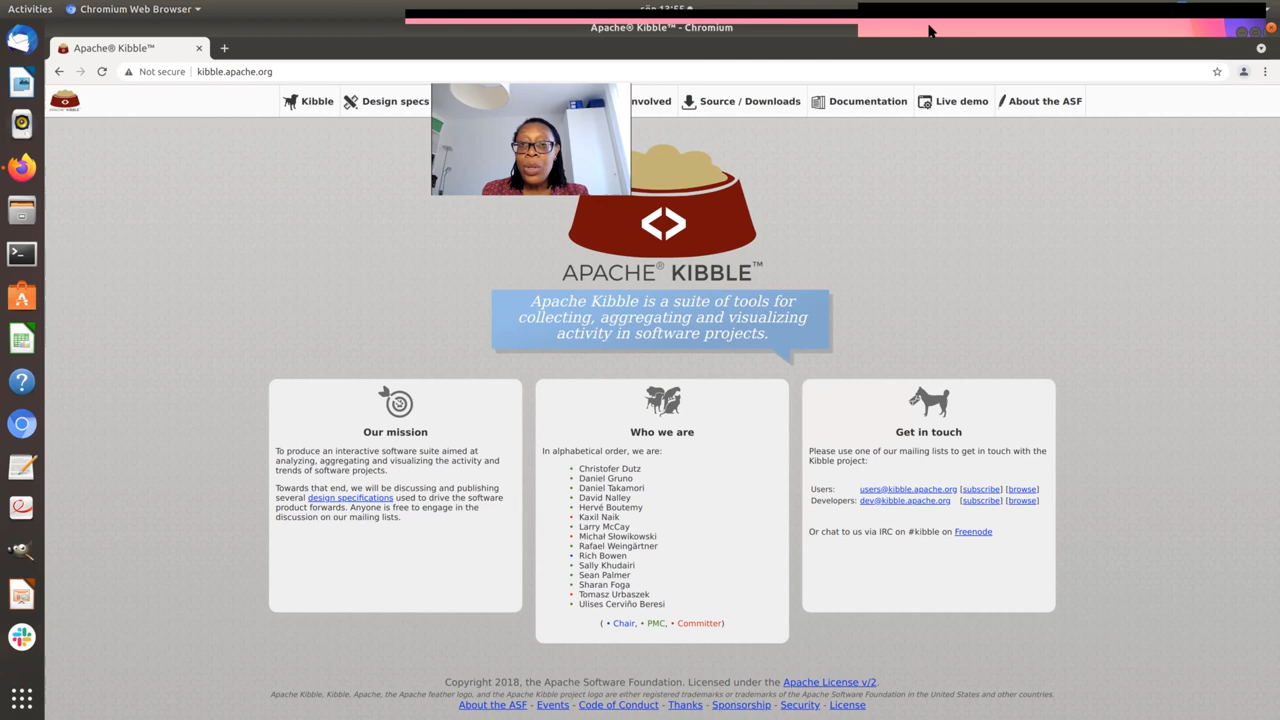 Activities
Chromium Web Browser
sön 13:55
Apache® Kibble™ - Chromium
Apache® Kibble™
Not secure
kibble.apache.org
APACHE KIBBLE
Kibble
Design specs
nvolved
Source / Downloads
Documentation
Live demo
About the ASF
APACHE® KIBBLE™
Apache Kibble is a suite of tools for
collecting, aggregating and visualizing
activity in software projects.
Our mission
To produce an interactive software suite aimed at
analyzing, aggregating and visualizing the activity and
trends of software projects.
Towards that end, we will be discussing and publishing
several design specifications used to drive the software
product forwards. Anyone is free to engage in the
discussion on our mailing lists.
Who we are
In alphabetical order, we are:
• Christofer Dutz
• Daniel Gruno
• Daniel Takamori
• David Nalley
• Hervé Boutemy
• Kaxil Naik
• Larry McCay
• Michał Słowikowski
• Rafael Weingärtner
• Rich Bowen
• Sally Khudairi
• Sean Palmer
• Sharan Foga
• Tomasz Urbaszek
• Ulises Cerviño Beresi
( • Chair, • PMC, • Committer)
Get in touch
Please use one of our mailing lists to get in touch with the
Kibble project:
Users: users@kibble.apache.org [subscribe] [browse]
Developers: dev@kibble.apache.org [subscribe] [browse]
Or chat to us via IRC on #kibble on Freenode
Copyright 2018, the Apache Software Foundation. Licensed under the Apache License v/2.
Apache Kibble, Kibble, Apache, the Apache feather logo, and the Apache Kibble project logo are either registered trademarks or trademarks of the Apache Software Foundation in the United States and other countries.
About the ASF - Events - Code of Conduct - Thanks - Sponsorship - Security - License